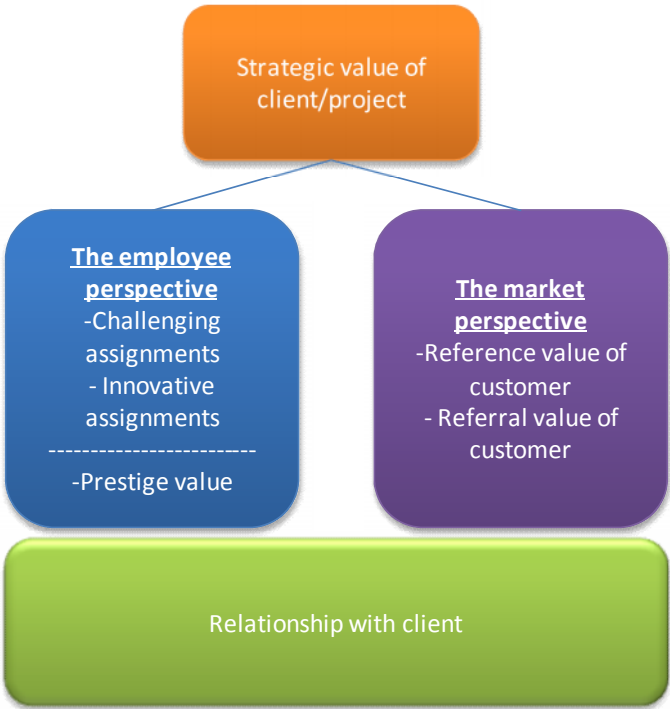 Strategic value of
client/project
The employee
perspective
-Challenging
assignments
- Innovative
assignments
-------------------------
-Prestige value
The market
perspective
-Reference value of
customer
- Referral value of
customer
Relationship with client